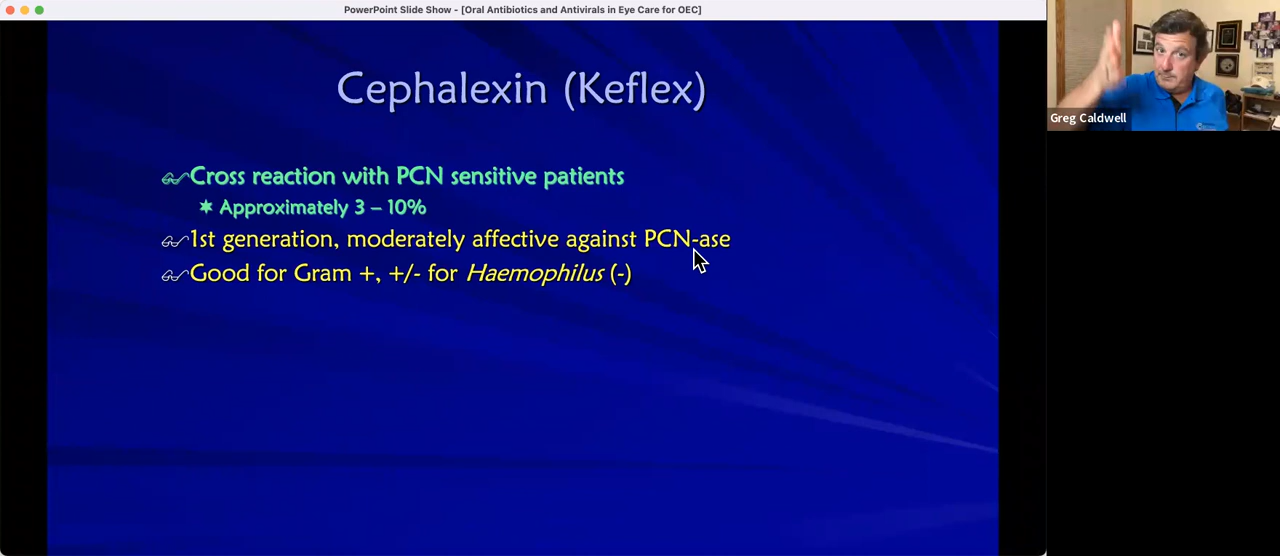 PowerPoint Slide Show - [Oral Antibiotics and Antivirals in Eye Care for OEC]
Cephalexin (Keflex)
Cross reaction with PCN sensitive patients
Approximately 3 – 10%
1st generation, moderately affective against PCN-ase
Good for Gram +, +/- for Haemophilus (-)
Greg Caldwell